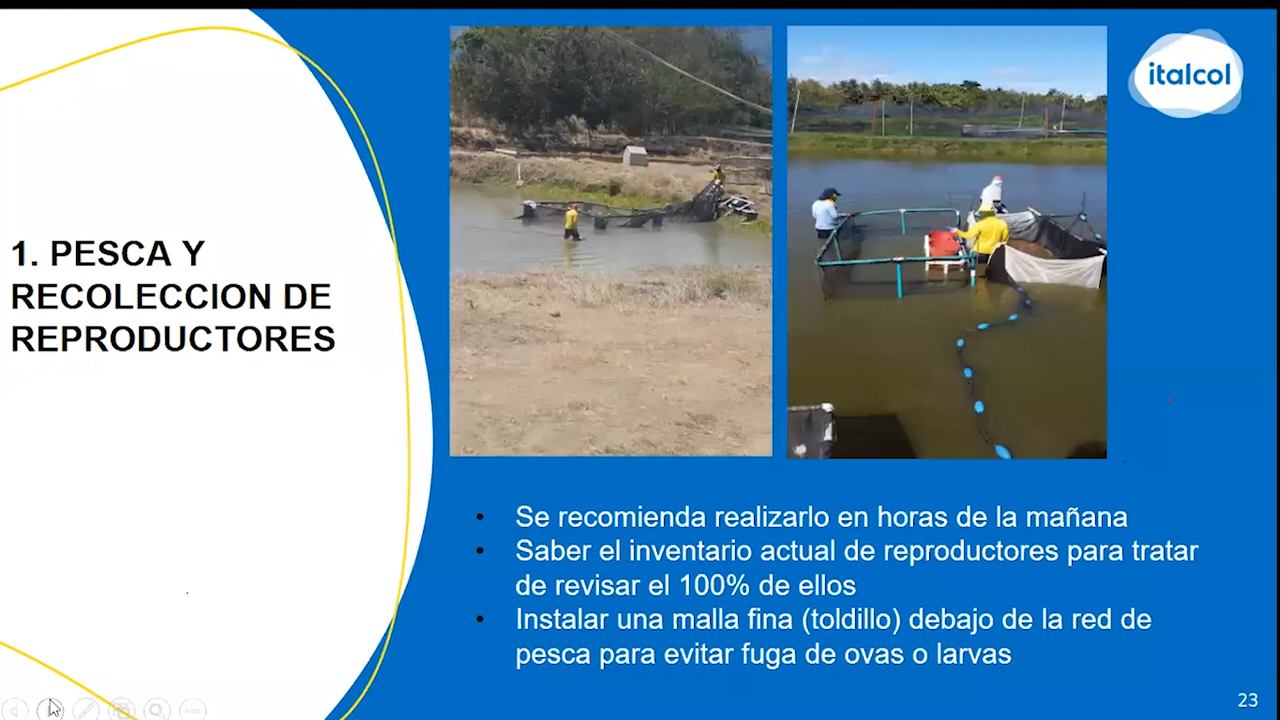 italcol
1. PESCA Y
RECOLECCION DE
REPRODUCTORES
• Se recomienda realizarlo en horas de la mañana
• Saber el inventario actual de reproductores para tratar
de revisar el 100% de ellos
• Instalar una malla fina (toldillo) debajo de la red de
pesca para evitar fuga de ovas o larvas
23